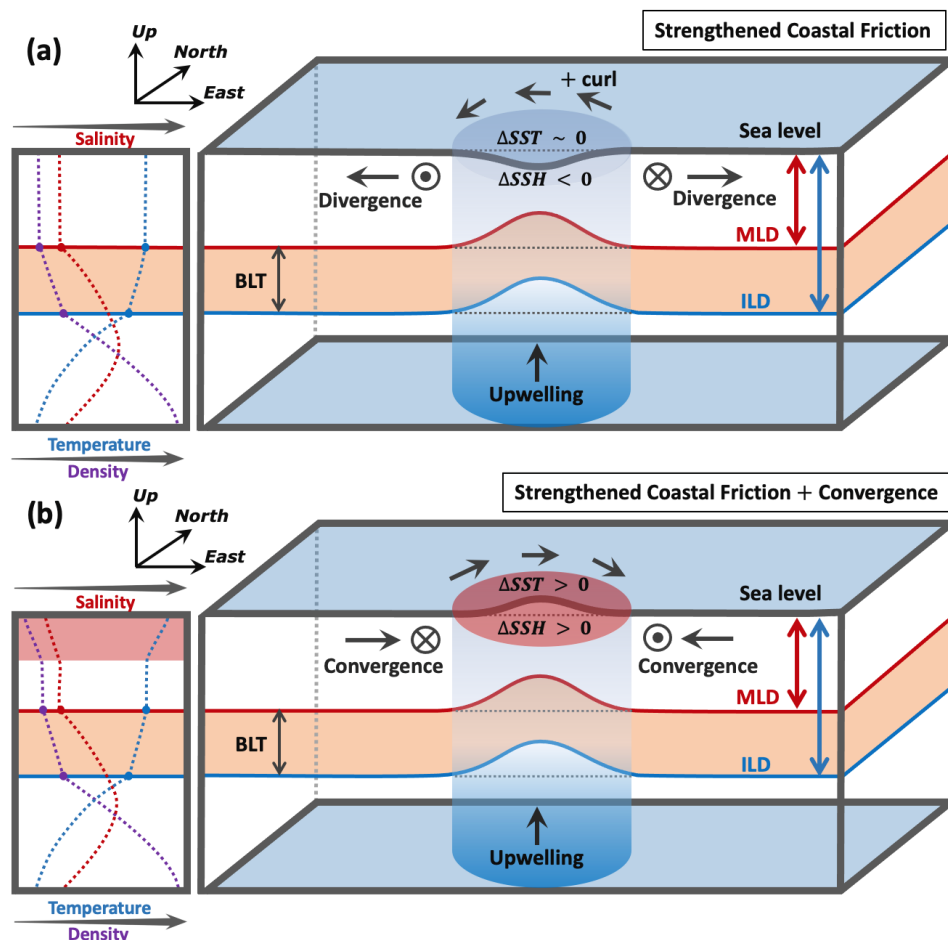 (a)
Up
North
East
Strengthened Coastal Friction
+ curl
Salinity
ΔSST ~ 0
Sea level
ΔSSH < 0
Divergence
Divergence
MLD
BLT
ILD
Upwelling
Temperature
Density
(b)
Up
North
East
Strengthened Coastal Friction + Convergence
Salinity
ΔSST > 0
Sea level
ΔSSH > 0
Convergence
Convergence
MLD
BLT
ILD
Upwelling
Temperature
Density